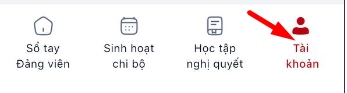 Sổ tay Sinh hoạt Học tập Tài
Đảng viên chi bộ nghị quyết khoản